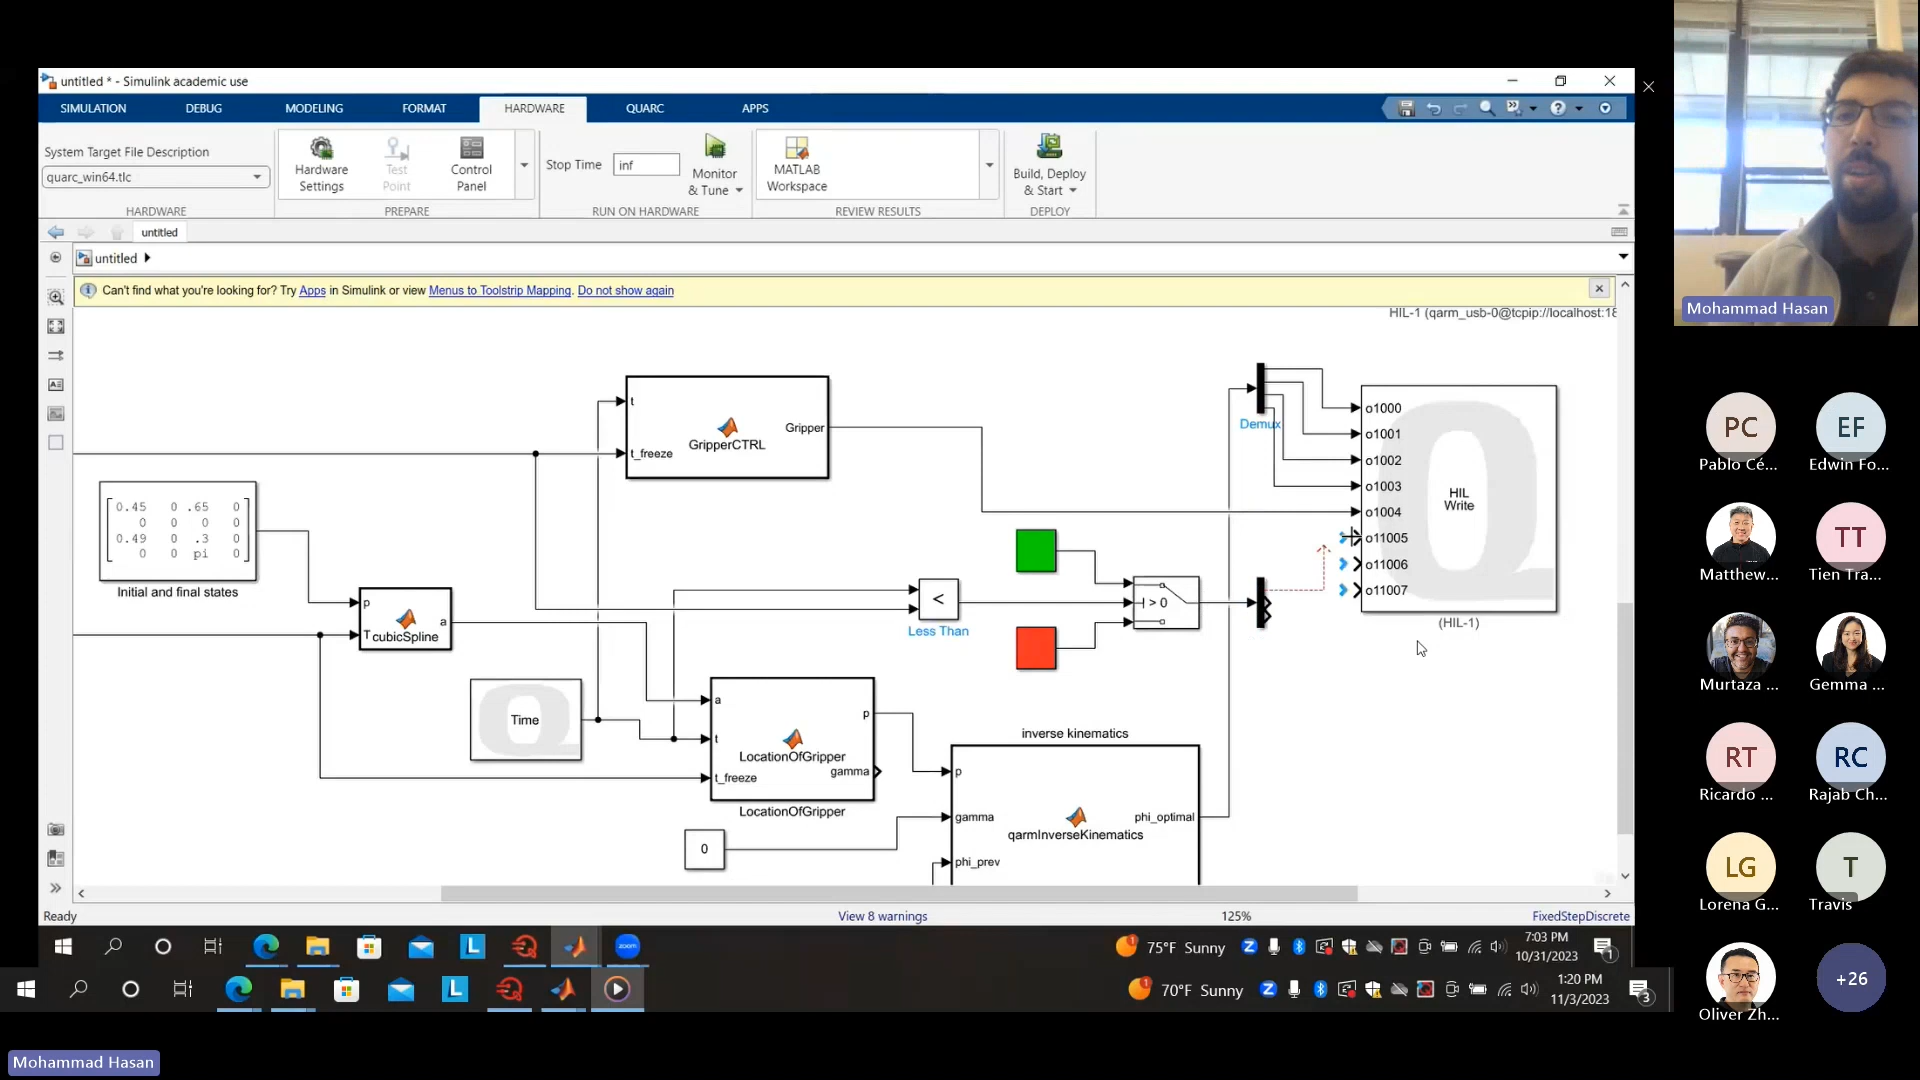 untitled * - Simulink academic use
SIMULATION
DEBUG
MODELING
FORMAT
HARDWARE
QUARC
APPS
System Target File Description
quarc_win64.tlc
Hardware
Settings
Test
Point
Control
Panel
Stop Time
inf
Monitor
& Tune
MATLAB
Workspace
Build, Deploy
& Start
HARDWARE
PREPARE
RUN ON HARDWARE
REVIEW RESULTS
DEPLOY
untitled
untitled
Can't find what you're looking for? Try Apps in Simulink or view Menus to Toolstrip Mapping. Do not show again
HIL-1 (qarm_usb-0@tcpip://localhost:18
t
t_freeze
GripperCTRL
Gripper
Demux
o1000
o1001
o1002
o1003
o1004
o11005
o11006
o11007
HIL
Write
(HIL-1)
0.45 0 .65 0
0 0 0 0
0.49 0 .3 0
0 0 pi 0
Initial and final states
p
T
cubicSpline
a
<
Less Than
> 0
Time
a
t
t_freeze
LocationOfGripper
p
gamma
LocationOfGripper
0
inverse kinematics
p
gamma
phi_prev
qarmInverseKinematics
phi_optimal
Ready
View 8 warnings
125%
FixedStepDiscrete
zoom
75°F Sunny
7:03 PM
10/31/2023
1
70°F Sunny
1:20 PM
11/3/2023
3
Mohammad Hasan
Mohammad Hasan
PC
Pablo Cé...
EF
Edwin Fo...
Matthew...
TT
Tien Tra...
Murtaza ...
Gemma ...
RT
Ricardo ...
RC
Rajab Ch...
LG
Lorena G...
T
Travis
Oliver Zh...
+26